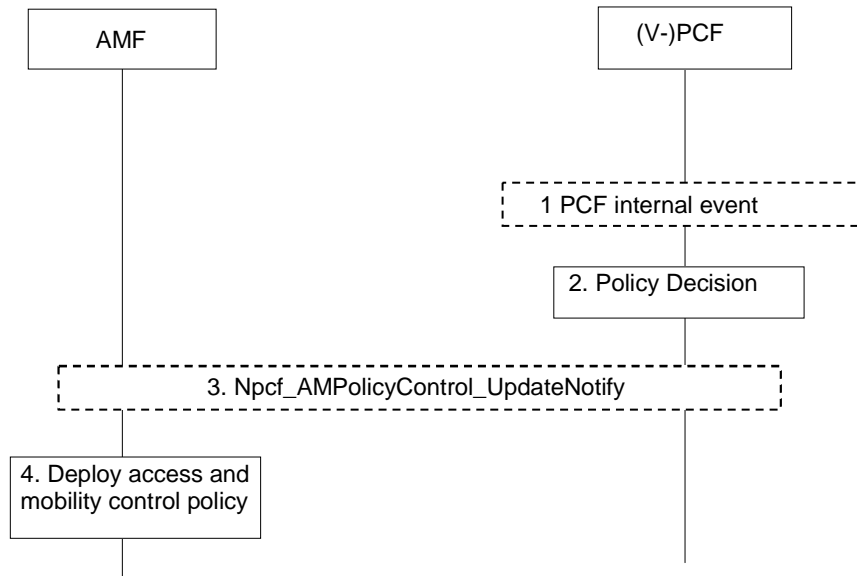 AMF
(V-)PCF
1 PCF internal event
2. Policy Decision
3. Npcf_AMPolicyControl_UpdateNotify
4. Deploy access and
mobility control policy